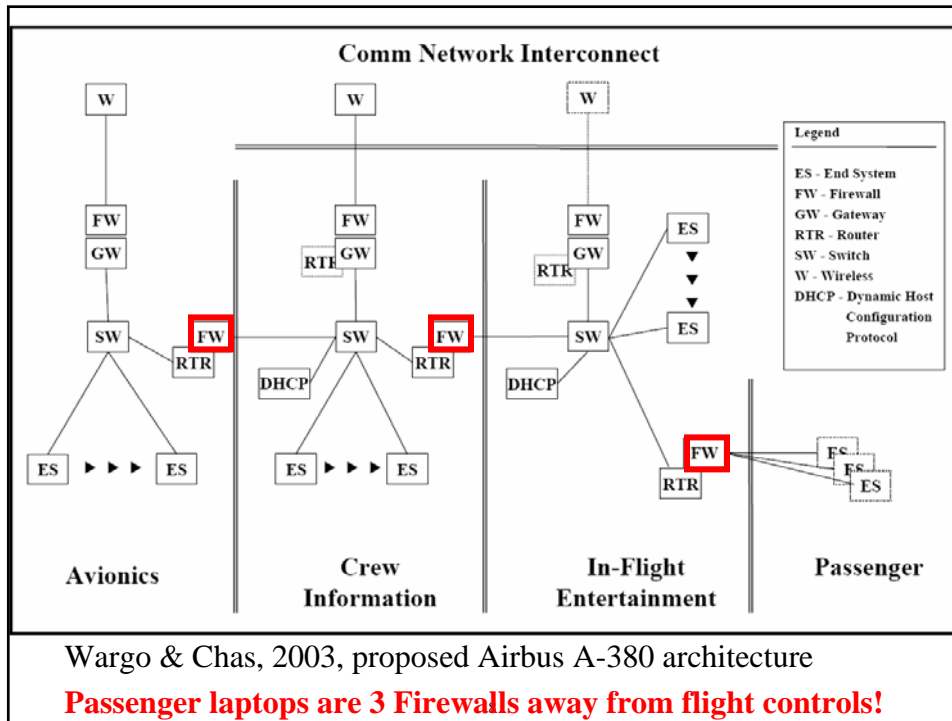 Comm Network Interconnect
W
W
W
Legend
ES - End System
FW - Firewall
GW - Gateway
RTR - Router
SW - Switch
W - Wireless
DHCP - Dynamic Host
Configuration
Protocol
FW
GW
FW
GW
RTR
FW
GW
RTR
ES
ES
SW
FW
RTR
SW
FW
RTR
DHCP
SW
DHCP
ES
ES
ES
ES
FW
RTR
ES
ES
ES
Avionics
Crew
Information
In-Flight
Entertainment
Passenger
Wargo & Chas, 2003, proposed Airbus A-380 architecture
Passenger laptops are 3 Firewalls away from flight controls!